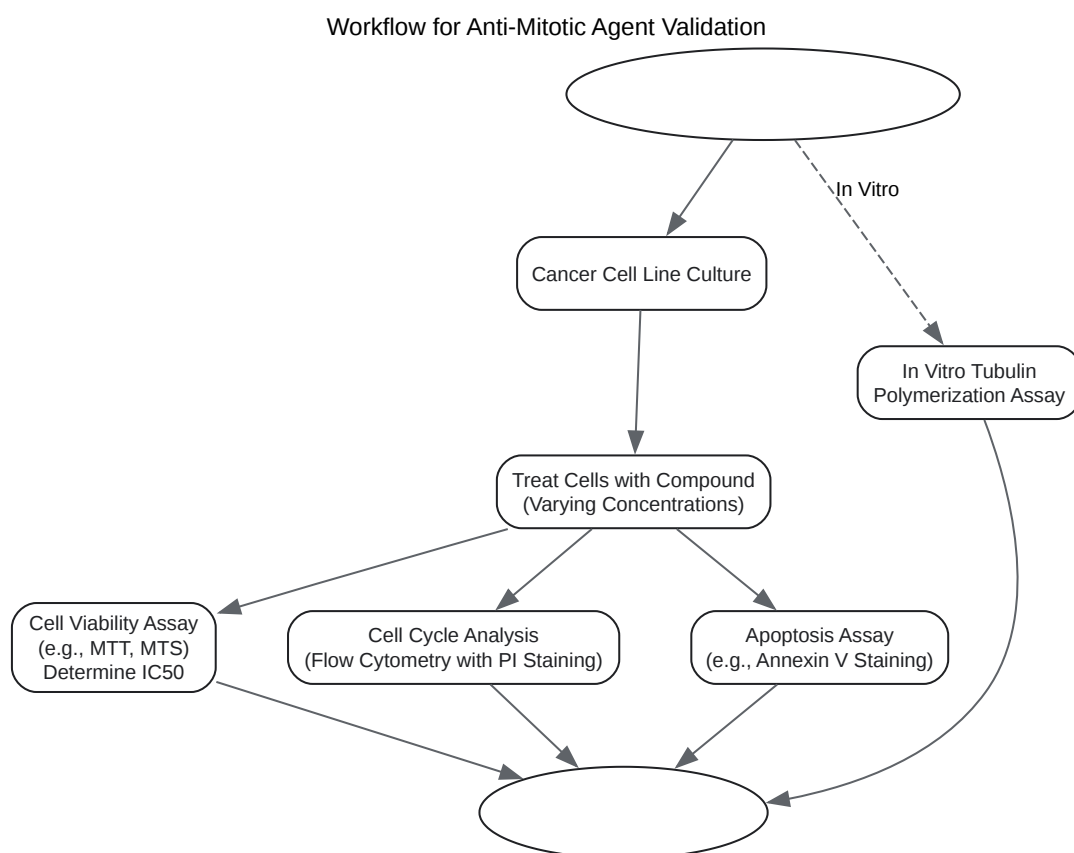 Workflow for Anti-Mitotic Agent Validation
In Vitro
Cancer Cell Line Culture
In Vitro Tubulin
Polymerization Assay
Treat Cells with Compound
(Varying Concentrations)
Cell Viability Assay
(e.g., MTT, MTS)
Determine IC50
Cell Cycle Analysis
(Flow Cytometry with PI Staining)
Apoptosis Assay
(e.g., Annexin V Staining)